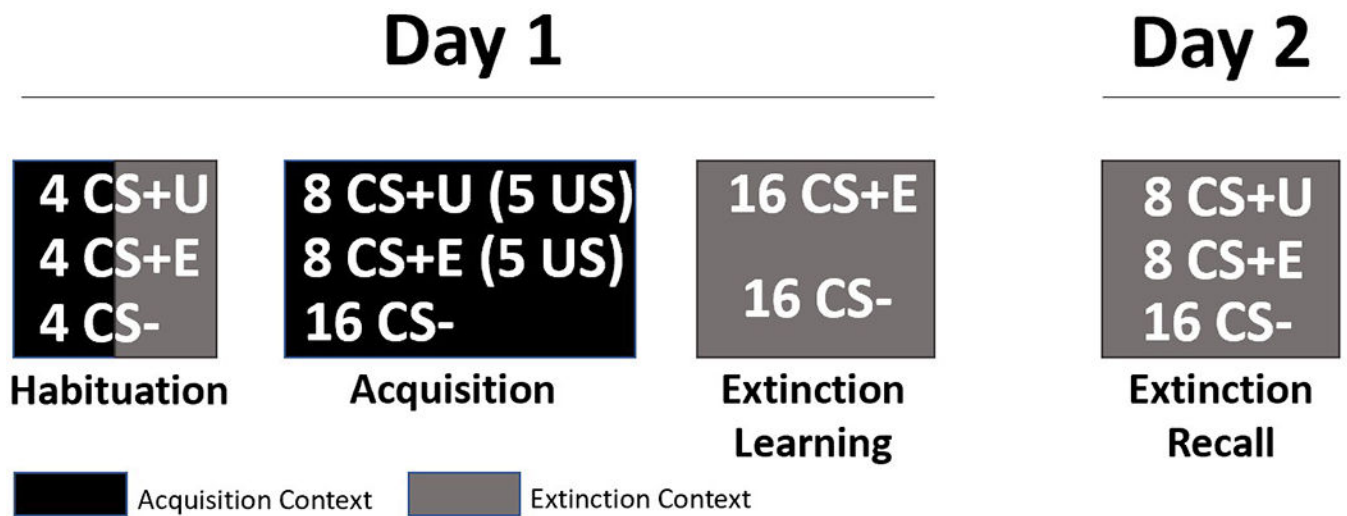 Day 1
Day 2
4 CS+U
4 CS+E
4 CS-
Habituation
8 CS+U (5 US)
8 CS+E (5 US)
16 CS-
Acquisition
16 CS+E
16 CS-
Extinction
Learning
8 CS+U
8 CS+E
16 CS-
Extinction
Recall
Acquisition Context
Extinction Context